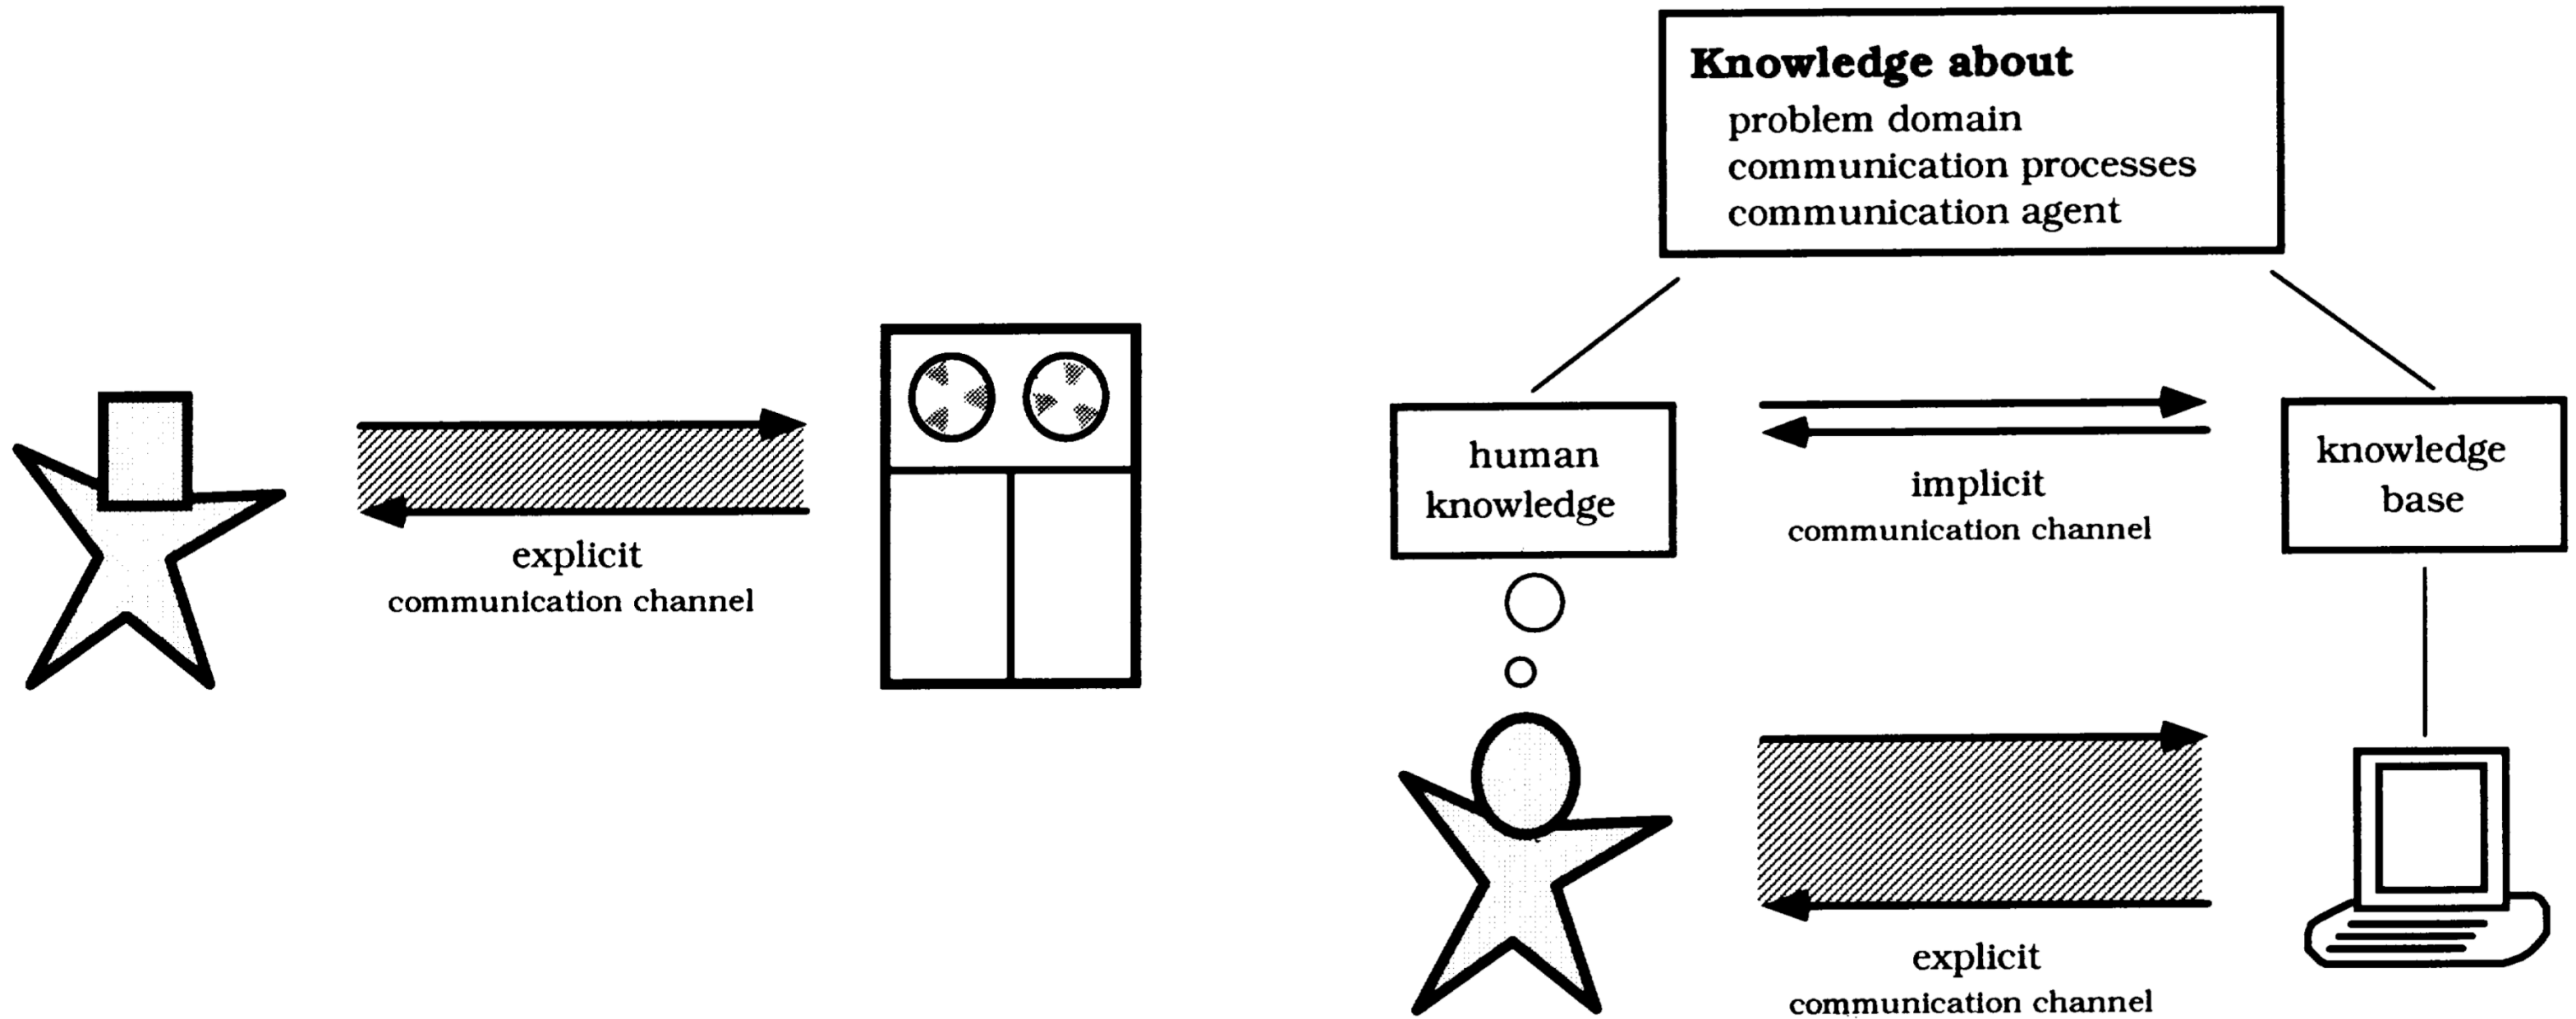 explicit
communication channel
Knowledge about
problem domain
communication processes
communication agent
human
knowledge
implicit
communication channel
knowledge
base
explicit
communication channel